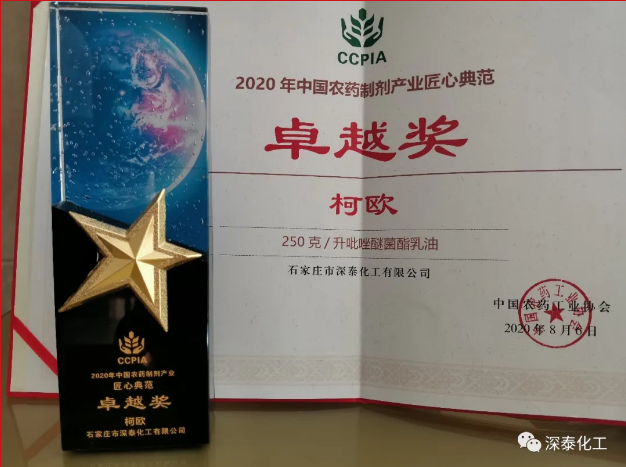 CCPIA
2020年中国农药制剂产业匠心典范
卓越奖
柯欧
250克/升吡唑醚菌酯乳油
石家庄市深泰化工有限公司
中国农药工业协会
2020年8月6日
CCPIA
2020年中国农药制剂产业
匠心典范
卓越奖
柯欧
石家庄市深泰化工有限公司
深泰化工